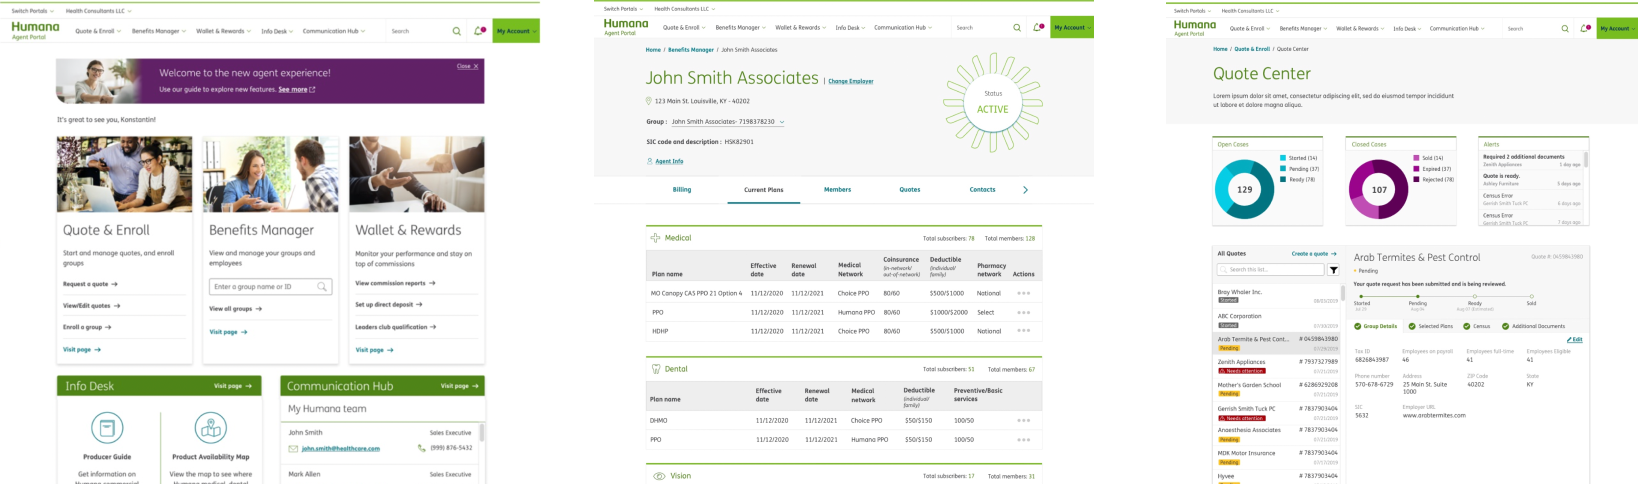 Switch Portals Health Consultants LLC
Humana
Agent Portal
Quote & Enroll Benefits Manager Wallet & Rewards Info Desk Communication Hub Search My Account
Welcome to the new agent experience!
Close X
Use our guide to explore new features. See more
It's great to see you, Konstantin!
Quote & Enroll
Start and manage quotes, and enroll
groups
Request a quote →
View/Edit quotes →
Enroll a group →
Visit page →
Benefits Manager
View and manage your groups and
employees
Enter a group name or ID
View all groups →
Visit page →
Wallet & Rewards
Monitor your performance and stay on
top of commissions
View commission reports →
Set up direct deposit →
Leaders club qualification →
Visit page →
Info Desk Visit page →
Producer Guide
Get information on
Humana commercial
Product Availability Map
View the map to see where
Humana medical, dental
Communication Hub Visit page →
My Humana team
John Smith Sales Executive
john.smith@healthcare.com (999) 876-5432
Mark Allen Sales Executive
Switch Portals Health Consultants LLC
Humana
Agent Portal
Quote & Enroll Benefits Manager Wallet & Rewards Info Desk Communication Hub Search My Account
Home / Benefits Manager / John Smith Associates
John Smith Associates | Change Employer
123 Main St. Louisville, KY - 40202
Group : John Smith Associates- 7198378230
SIC code and description : HSK82901
Agent Info
Status
ACTIVE
Billing Current Plans Members Quotes Contacts
Medical Total subscribers: 78 Total members: 128
Plan name Effective date Renewal date Medical Network Coinsurance (in-network/ out-of-network) Deductible (individual/ family) Pharmacy network Actions
MO Canopy CAS PPO 21 Option 4 11/12/2020 11/12/2021 Choice PPO 80/60 $500/$1000 National
PPO 11/12/2020 11/12/2021 Humana PPO 80/60 $1000/$2000 Select
HDHP 11/12/2020 11/12/2021 Choice PPO 80/60 $500/$1000 National
Dental Total subscribers: 51 Total members: 67
Plan name Effective date Renewal date Medical network Deductible (individual/ family) Preventive/Basic services
DHMO 11/12/2020 11/12/2021 Choice PPO $50/$150 100/50
PPO 11/12/2020 11/12/2021 Humana PPO $50/$150 100/50
Vision Total subscribers: 17 Total members: 31
Switch Portals Health Consultants LLC
Humana
Agent Portal
Quote & Enroll Benefits Manager Wallet & Rewards Info Desk Communication Hub Search My Account
Home / Quote & Enroll / Quote Center
Quote Center
Lorem ipsum dolor sit amet, consectetur adipiscing elit, sed do eiusmod tempor incididunt
ut labore et dolore magna aliqua.
Open Cases
129
Started (14)
Pending (37)
Ready (78)
Closed Cases
107
Sold (14)
Expired (37)
Rejected (78)
Alerts
Required 2 additional documents
Zenith Appliances 1 day ago
Quote is ready.
Ashley Furniture 5 days ago
Census Error
Gerrish Smith Tuck PC 6 days ago
Census Error
Gerrish Smith Tuck PC 7 days ago
All Quotes Create a quote →
Search this list...
Bray Whaler Inc.
Started
ABC Corporation
Started 07/30/2019
Arab Termite & Pest Cont... # 0459843980
Pending 07/29/2019
Zenith Appliances # 7937327989
Needs attention 07/25/2019
Mother's Garden School # 6286929208
Pending 07/21/2019
Gerrish Smith Tuck PC # 7837903404
Needs attention 07/21/2019
Anaesthesia Associates # 7837903404
Pending 07/21/2019
MDK Motor Insurance # 7837903404
Pending
Hyvee # 7837903404
Arab Termites & Pest Control Quote #: 0459843980
Pending
Your quote request has been submitted and is being reviewed.
Started Pending Ready Sold
Group Details Selected Plans Census Additional Documents
Edit
Tax ID Employees on payroll Employees full-time Employees Eligible
6826843987 46 41 41
Phone number Address ZIP Code State
570-678-6729 25 Main St. Suite 1000 40202 KY
SIC Employer URL
5632 www.arabtermites.com